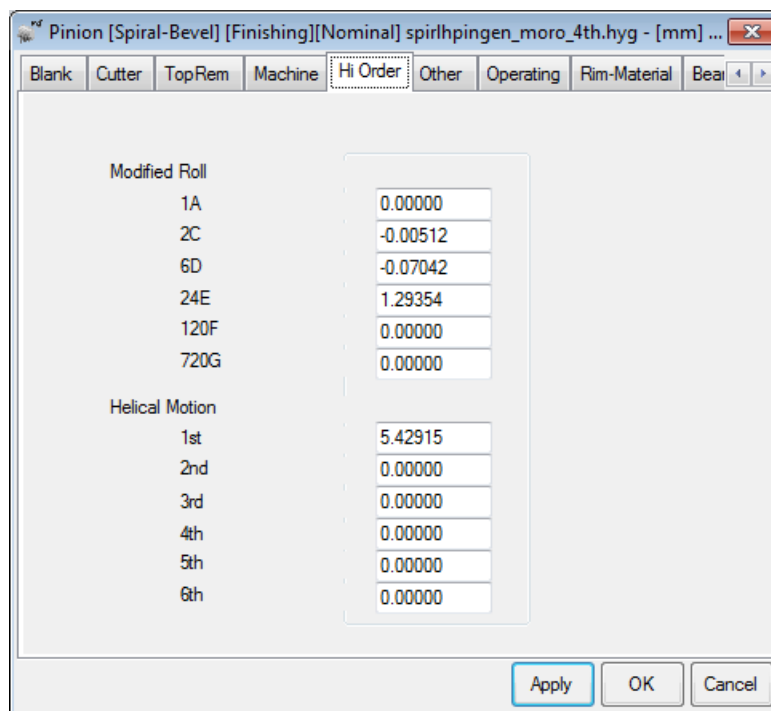 Pinion [Spiral-Bevel] [Finishing][Nominal] spirlhpingen_moro_4th.hyg - [mm] ...
Blank Cutter TopRem Machine Hi Order Other Operating Rim-Material Bear
Modified Roll
1A 0.00000
2C -0.00512
6D -0.07042
24E 1.29354
120F 0.00000
720G 0.00000
Helical Motion
1st 5.42915
2nd 0.00000
3rd 0.00000
4th 0.00000
5th 0.00000
6th 0.00000
Apply OK Cancel